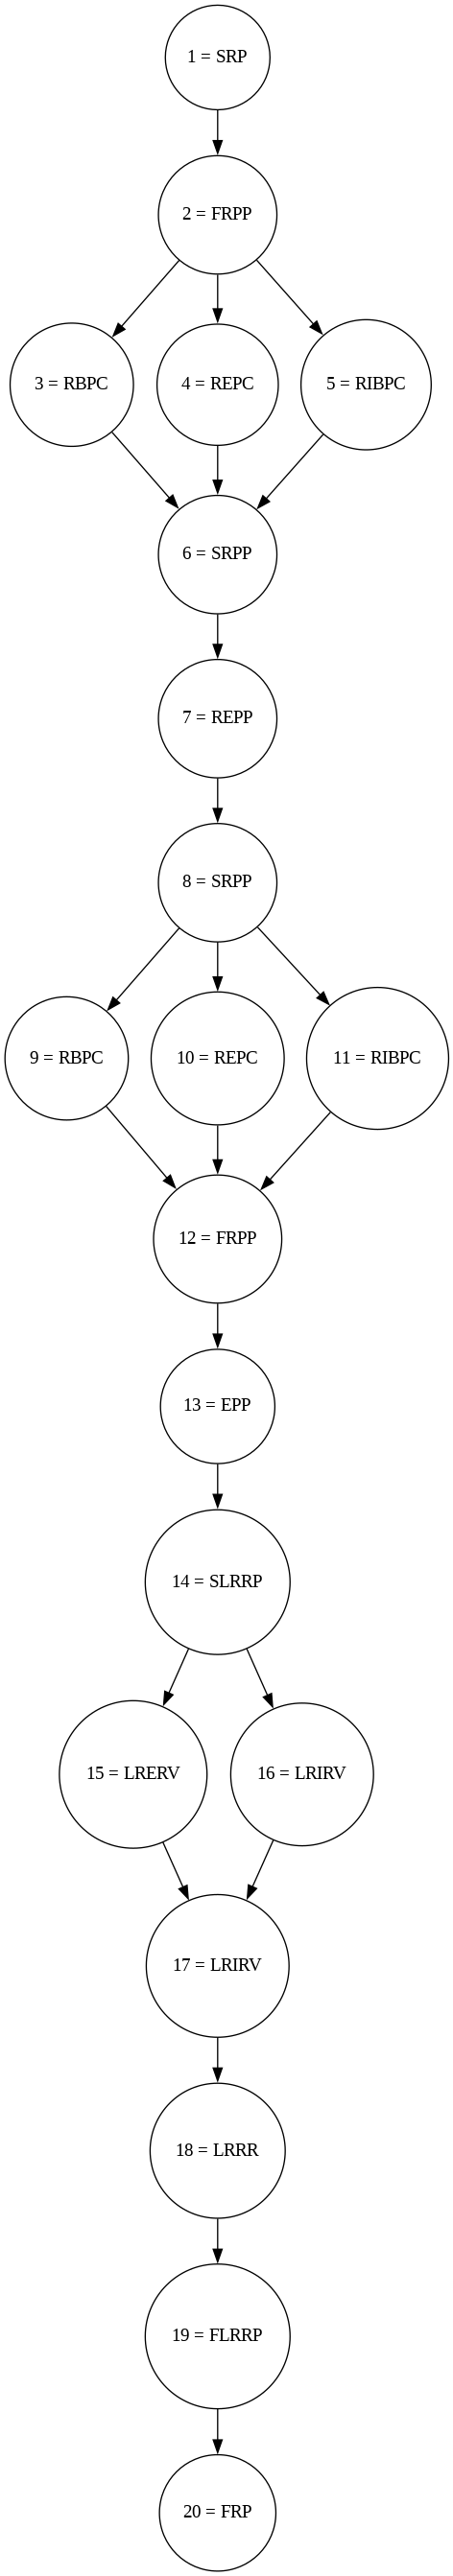 1 = SRP
2 = FRPP
3 = RBPC
4 = REPC
5 = RIBPC
6 = SRPP
7 = REPP
8 = SRPP
9 = RBPC
10 = REPC
11 = RIBPC
12 = FRPP
13 = EPP
14 = SLRRP
15 = LRERV
16 = LRIRV
17 = LRIRV
18 = LRRR
19 = FLRRP
20 = FRP